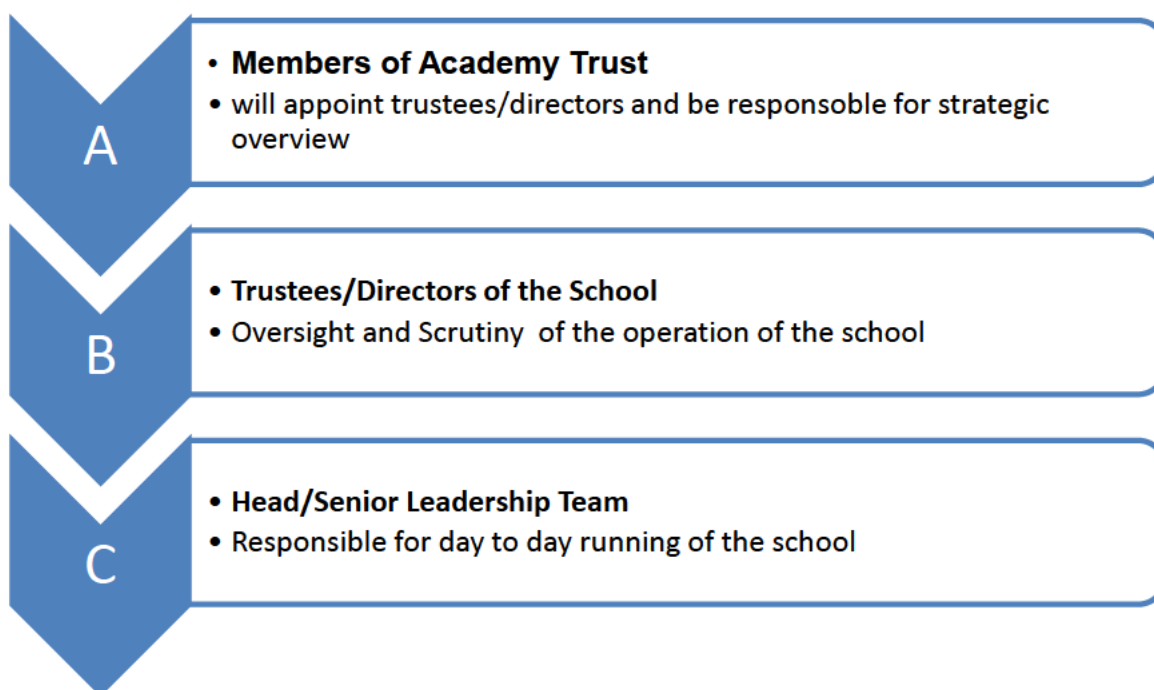 A
• Members of Academy Trust
• will appoint trustees/directors and be responsoble for strategic
overview
B
• Trustees/Directors of the School
• Oversight and Scrutiny  of the operation of the school
C
• Head/Senior Leadership Team
• Responsible for day to day running of the school